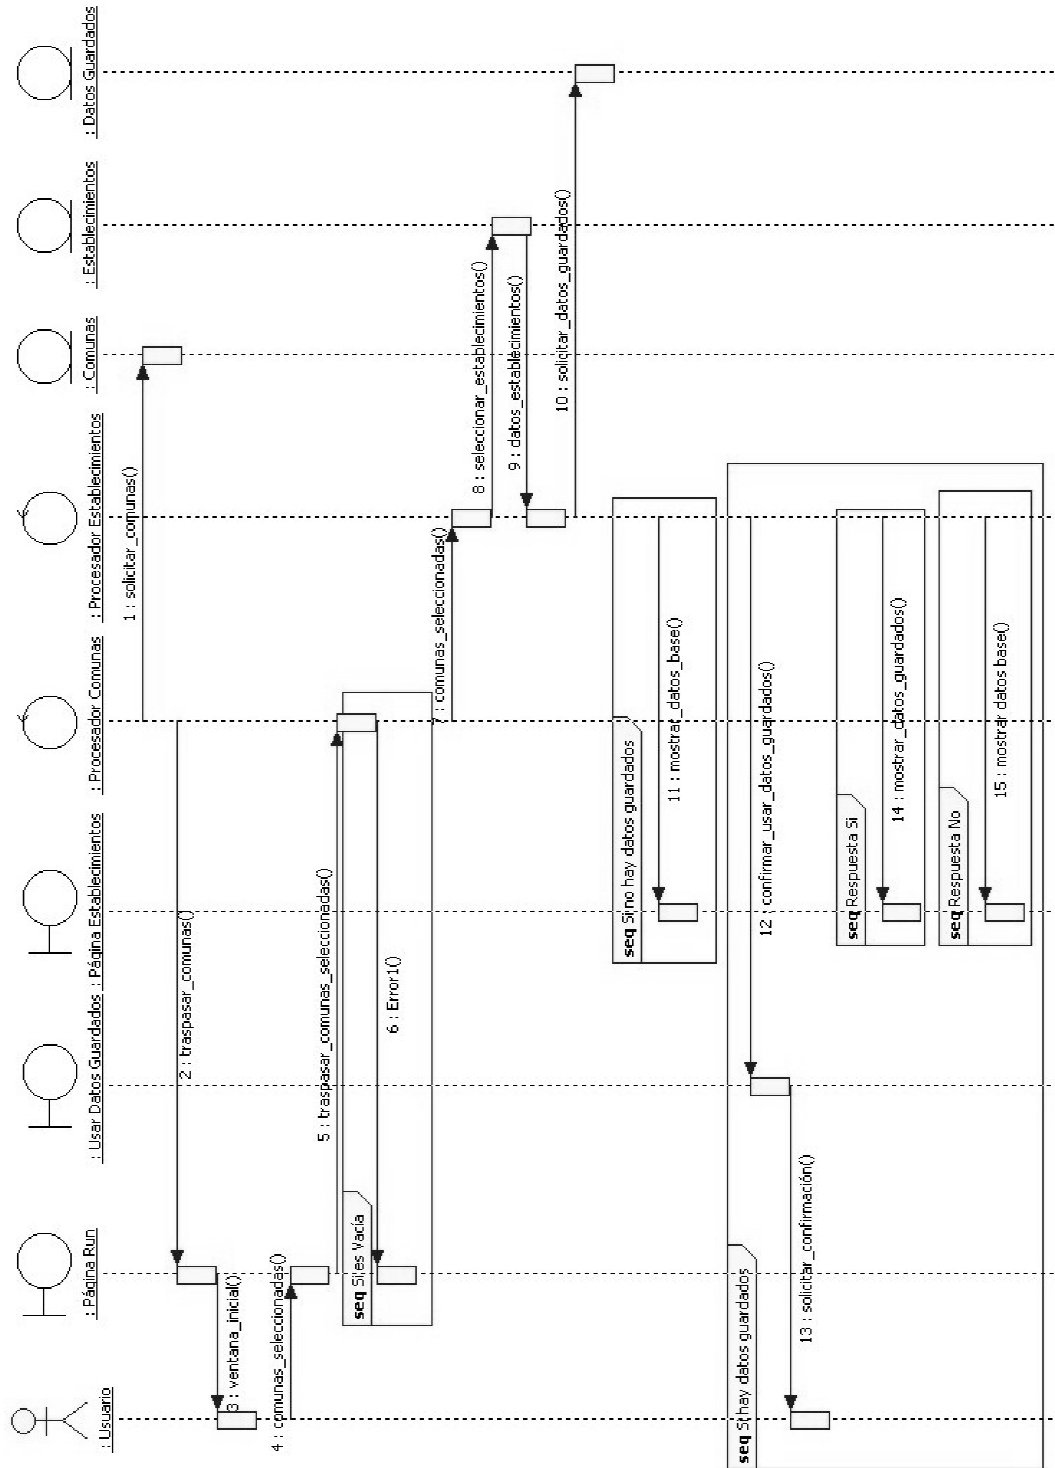 : Usuario
: Página Run
: Usar Datos Guardados
: Página Establecimientos
: Procesador Comunas
: Procesador Establecimientos
: Comunas
: Establecimientos
: Datos Guardados
1 : solicitar_comunas()
2 : traspasar_comunas()
3 : ventana_inicial()
4 : comunas_seleccionadas()
5 : traspasar_comunas_seleccionadas()
seq Si es Vacía
6 : Error1()
7 : comunas_seleccionadas()
8 : seleccionar_establecimientos()
9 : datos_establecimientos()
10 : solicitar_datos_guardados()
seq Si no hay datos guardados
11 : mostrar_datos_base()
seq Si hay datos guardados
12 : confirmar_usar_datos_guardados()
13 : solicitar_confirmación()
seq Respuesta Si
14 : mostrar_datos_guardados()
seq Respuesta No
15 : mostrar datos base()